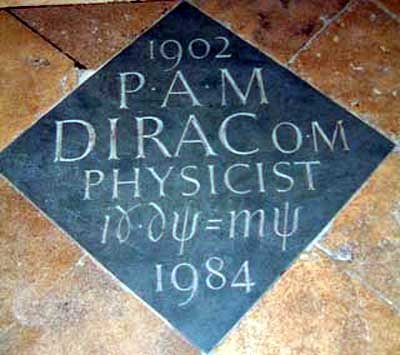 1902
P·A·M
DIRAC O·M
PHYSICIST
iγ·∂ψ=mψ
1984